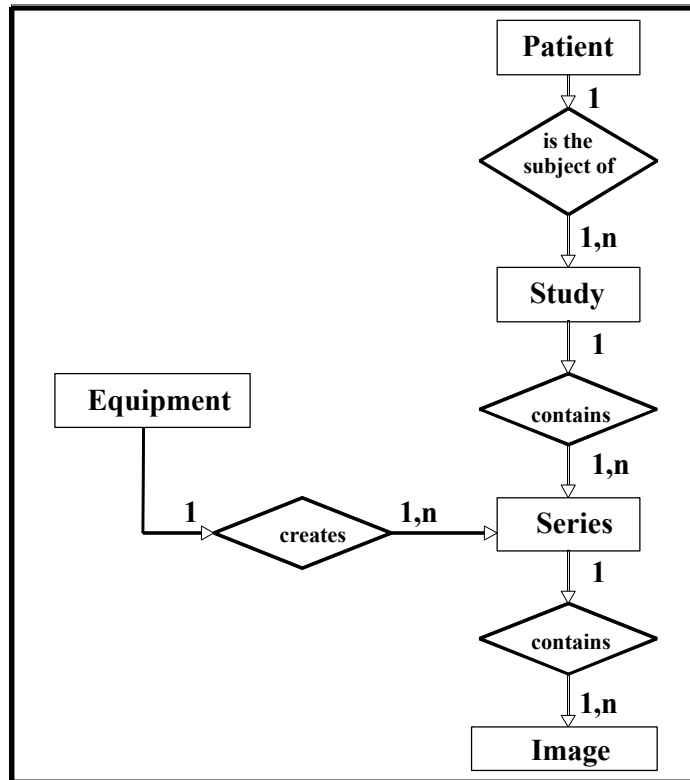 Patient
1
is the
subject of
1,n
Study
1
contains
1,n
Equipment
1
creates
1,n
Series
1
contains
1,n
Image